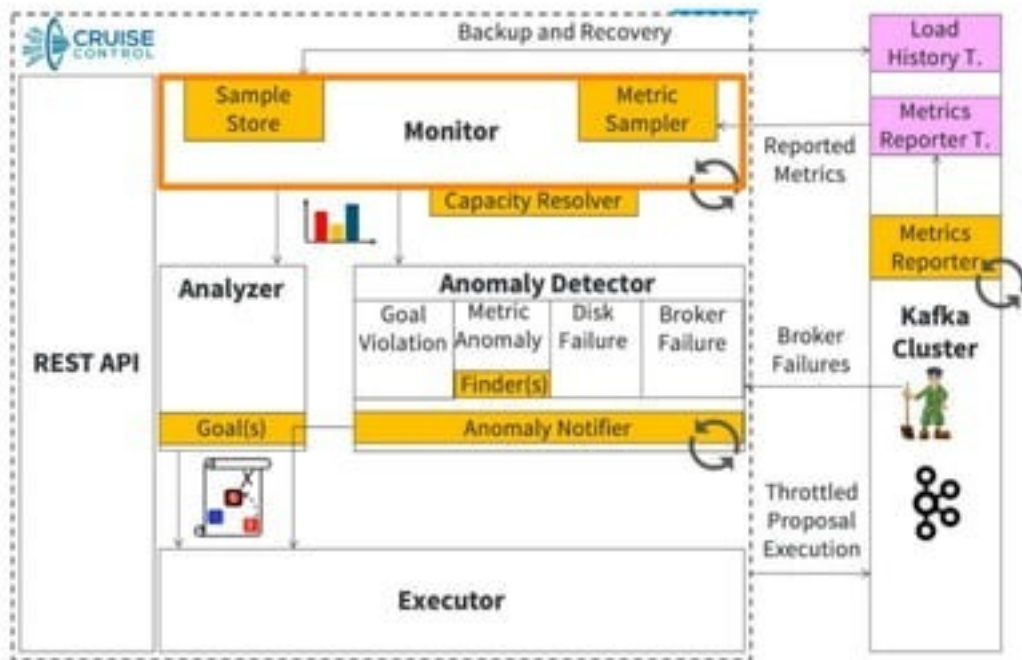 CRUISE
CONTROL
Backup and Recovery
Load
History T.
Sample
Store
Monitor
Metric
Sampler
Metrics
Reporter T.
Reported
Metrics
Capacity Resolver
Metrics
Reporter
REST API
Analyzer
Anomaly Detector
Goal
Violation
Metric
Anomaly
Disk
Failure
Broker
Failure
Finder(s)
Goal(s)
Anomaly Notifier
Broker
Failures
Kafka
Cluster
Throttled
Proposal
Execution
Executor